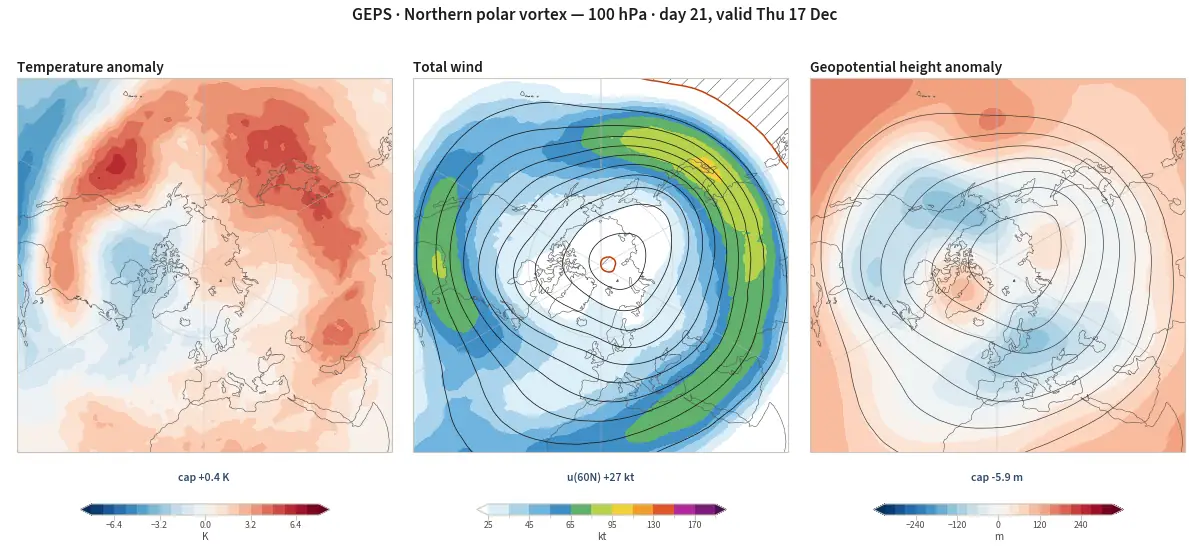 GEPS · Northern polar vortex — 100 hPa · day 21, valid Thu 17 Dec
Temperature anomaly
Total wind
Geopotential height anomaly
cap +0.4 K
u(60N) +27 kt
cap -5.9 m
−6.4 −3.2 0.0 3.2 6.4
K
25 45 65 95 130 170
kt
−240 −120 0 120 240
m